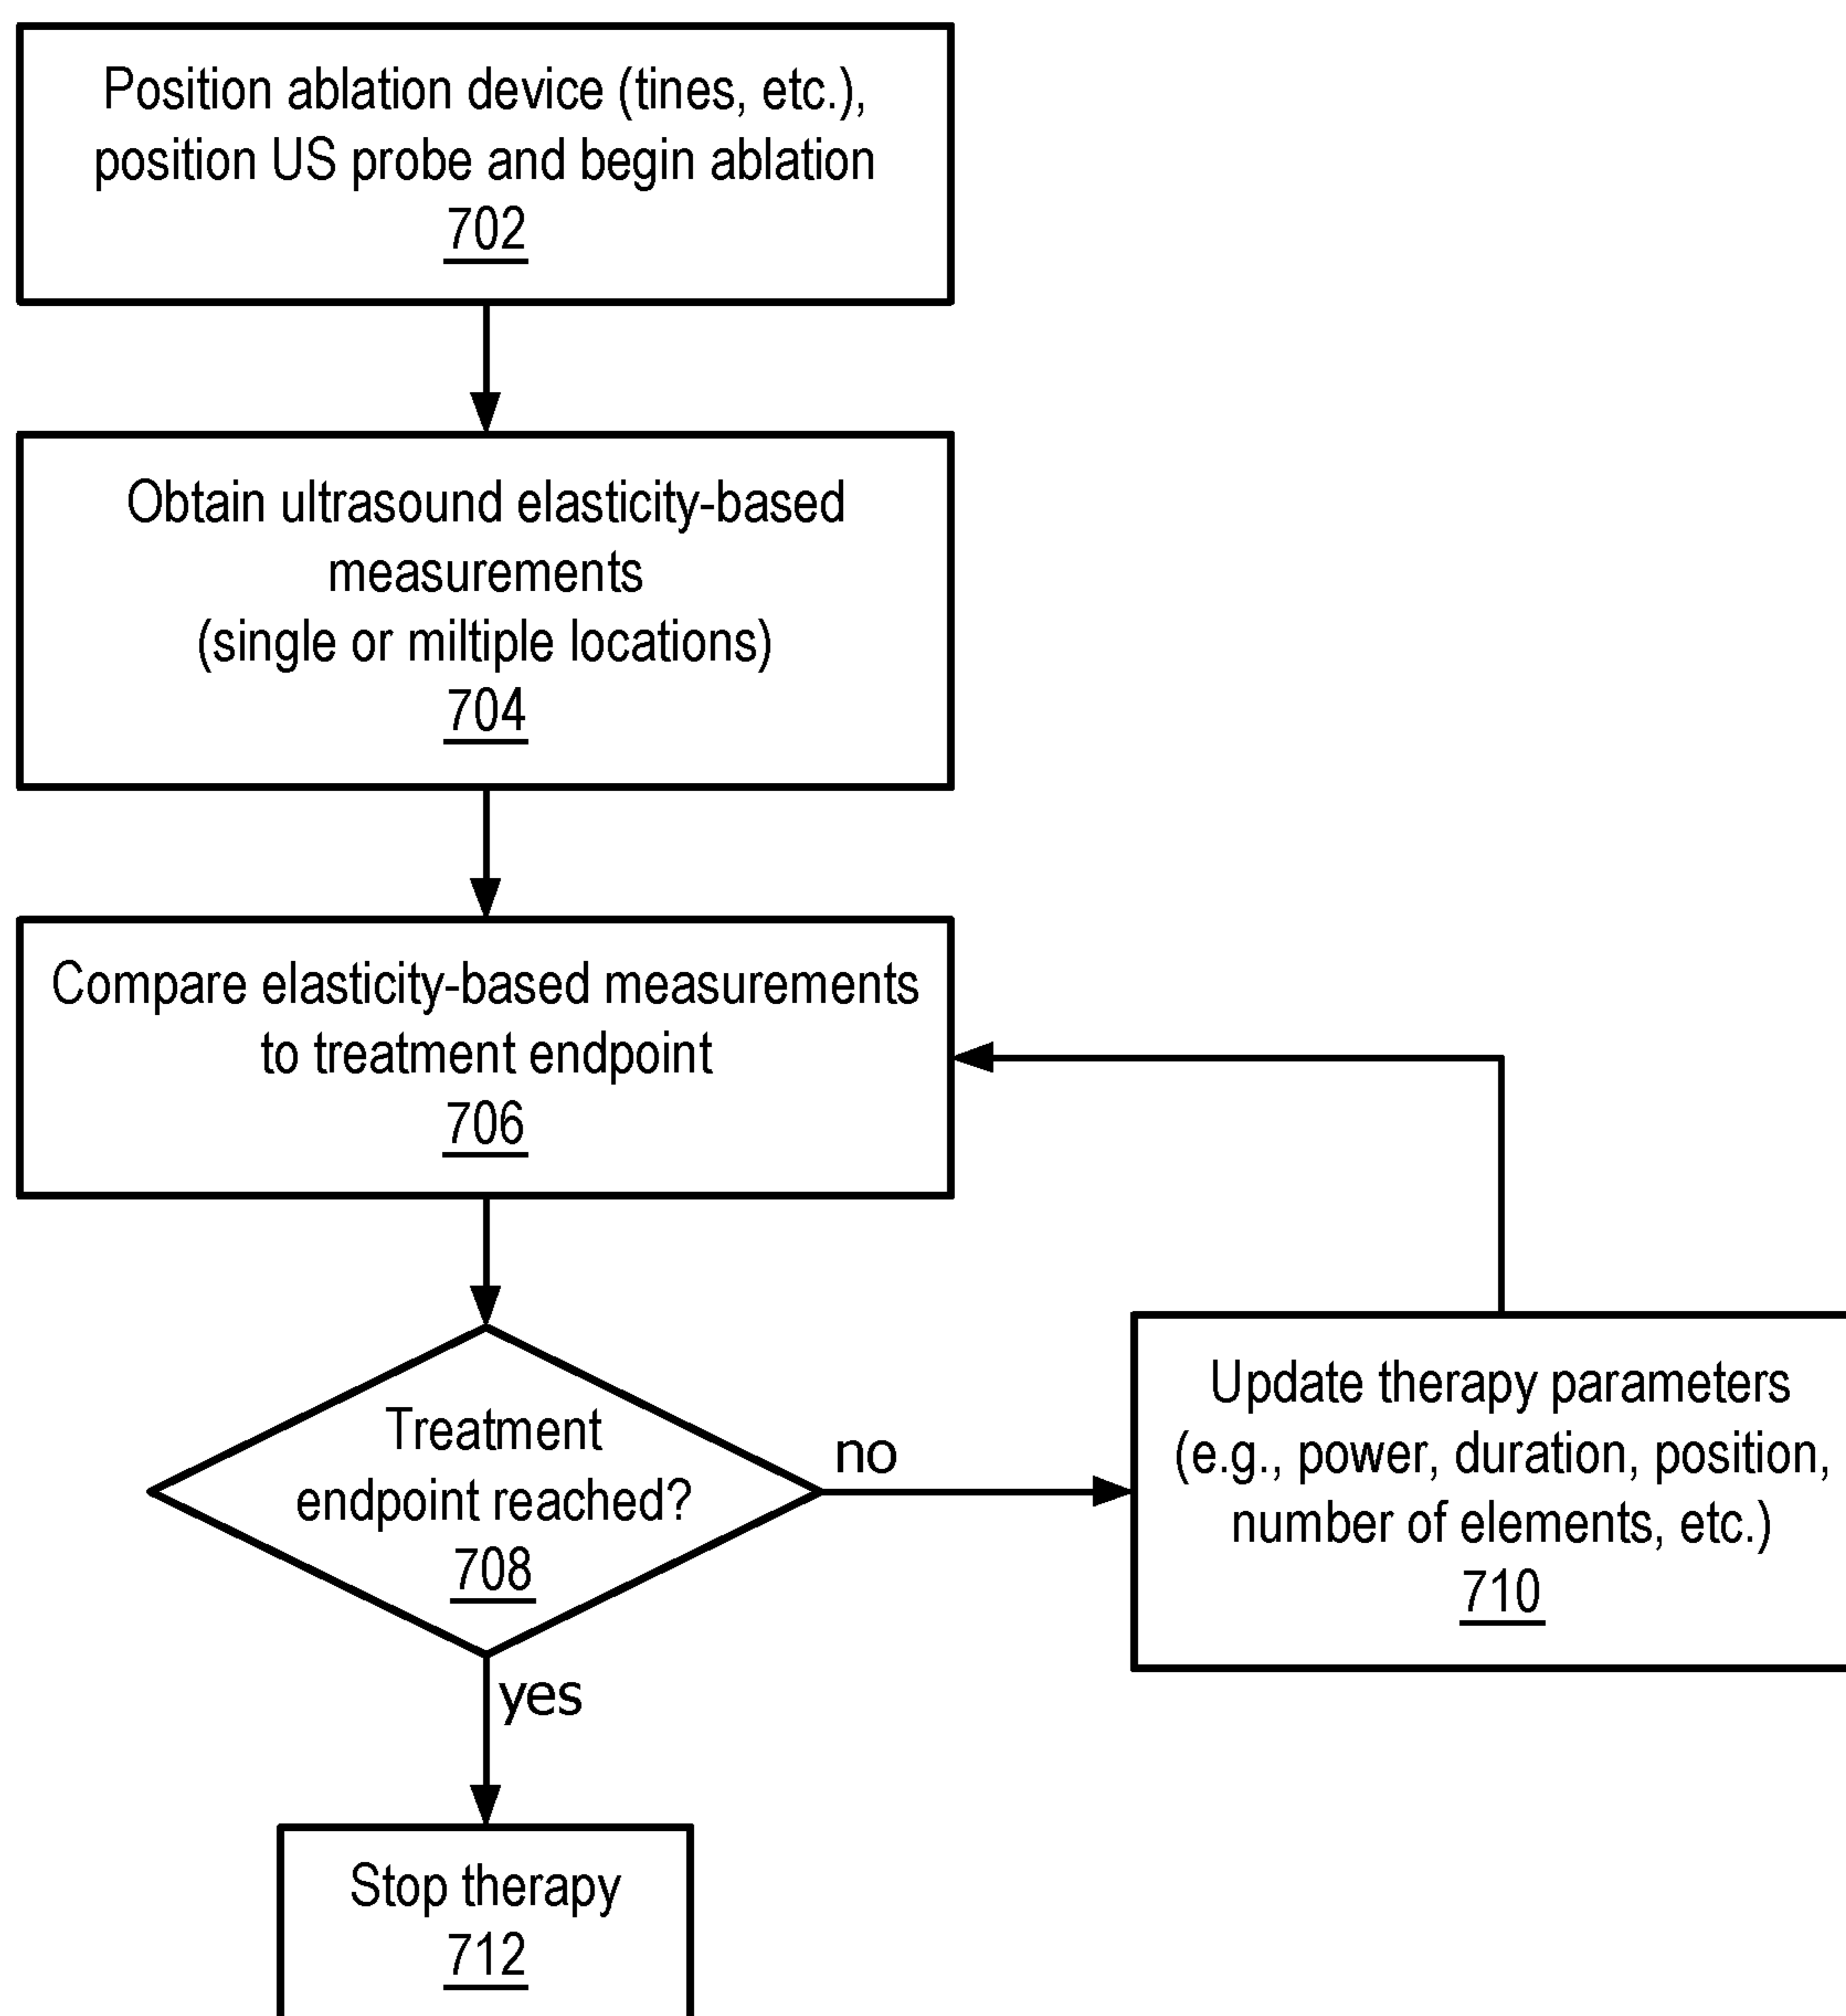 Position ablation device (tines, etc.),
position US probe and begin ablation
702
Obtain ultrasound elasticity-based
measurements
(single or miltiple locations)
704
Compare elasticity-based measurements
to treatment endpoint
706
Treatment
endpoint reached?
708
no
Update therapy parameters
(e.g., power, duration, position,
number of elements, etc.)
710
yes
Stop therapy
712